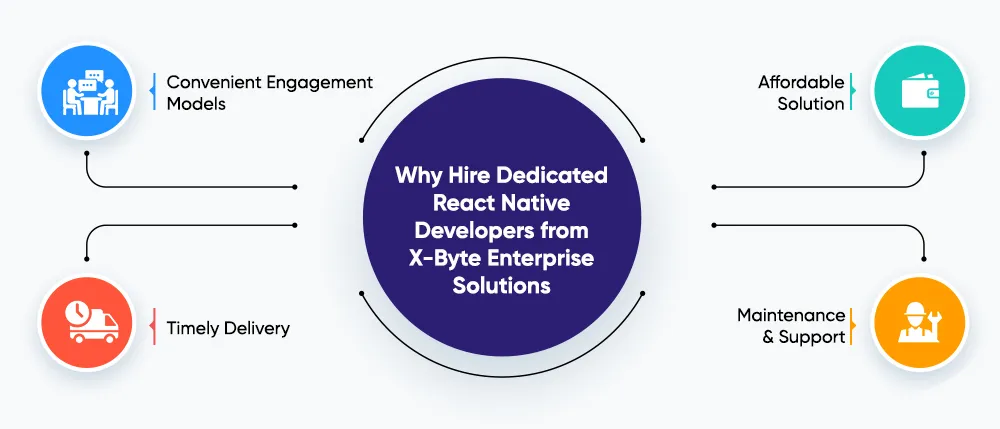 Convenient Engagement
Models
Affordable
Solution
Why Hire Dedicated
React Native
Developers from
X-Byte Enterprise
Solutions
Timely Delivery
Maintenance
& Support